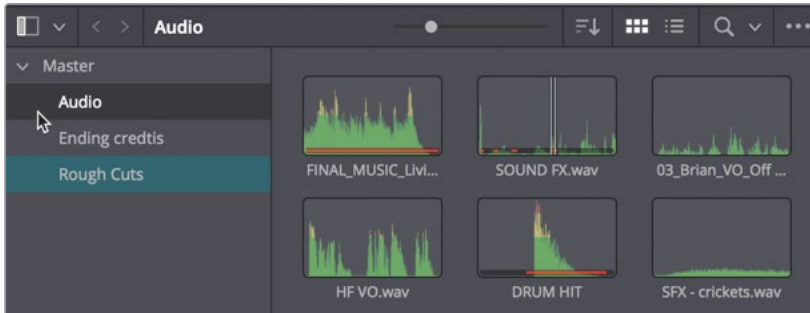 Audio
Master
Audio
Ending credtis
Rough Cuts
FINAL_MUSIC_Livi...
SOUND FX.wav
03_Brian_VO_Off ...
HF VO.wav
DRUM HIT
SFX - crickets.wav